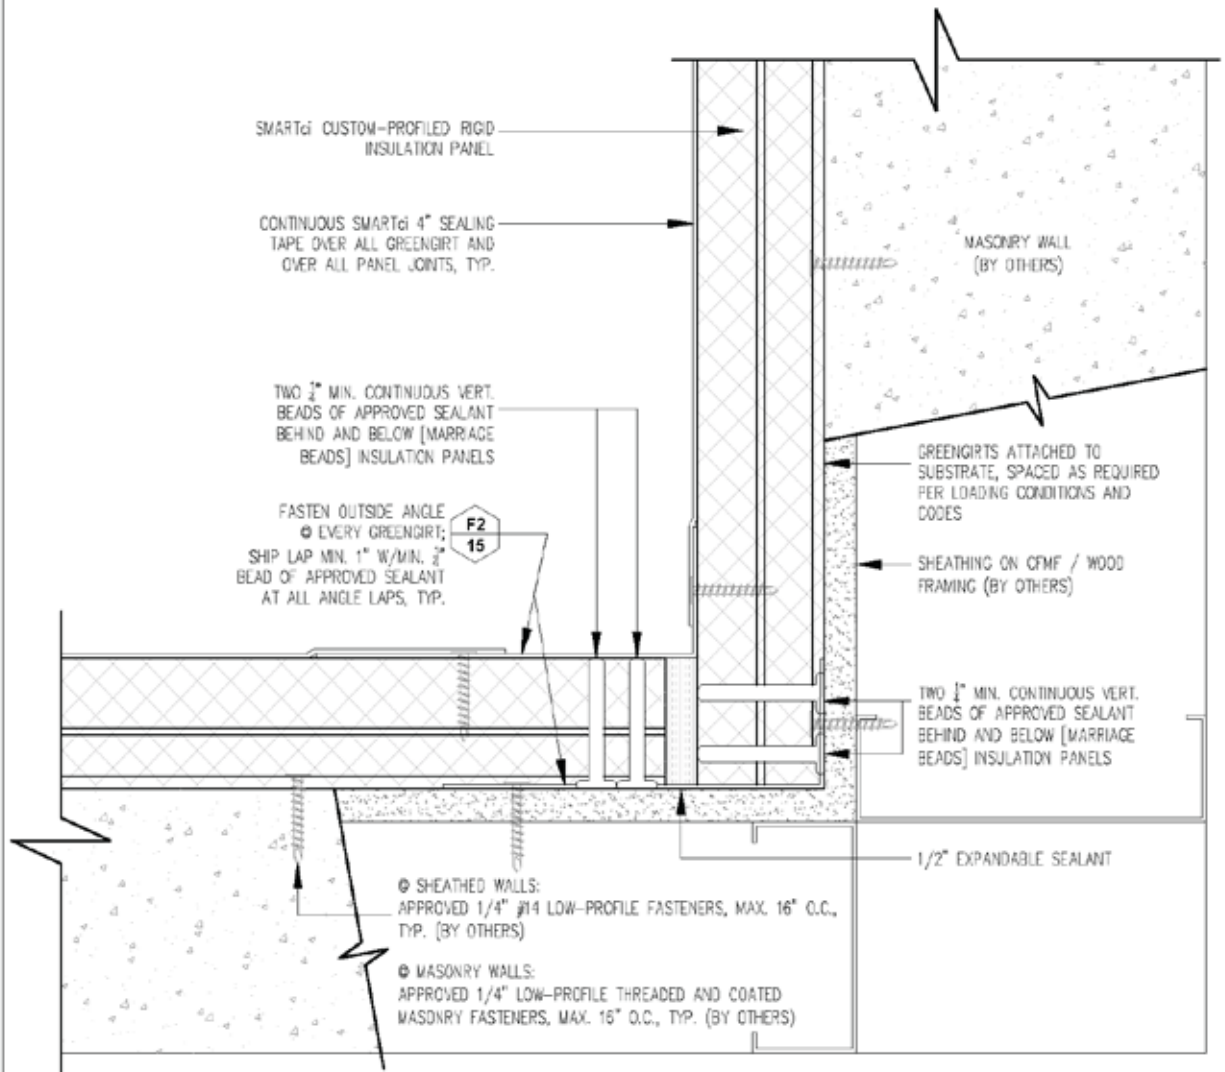 SMARTci CUSTOM-PROFILED RIGID
INSULATION PANEL
CONTINUOUS SMARTci 4" SEALING
TAPE OVER ALL GREENGIRT AND
OVER ALL PANEL JOINTS, TYP.
MASONRY WALL
(BY OTHERS)
TWO MIN. CONTINUOUS VERT.
BEADS OF APPROVED SEALANT
BEHIND AND BELOW [MARRIAGE
BEADS] INSULATION PANELS
GREENGIRTS ATTACHED TO
SUBSTRATE, SPACED AS REQUIRED
PER LOADING CONDITIONS AND
CODES
FASTEN OUTSIDE ANGLE
@ EVERY GREENGIRT;
SHIP LAP MIN. 1" W/MIN.
BEAD OF APPROVED SEALANT
AT ALL ANGLE LAPS, TYP.
F2
15
SHEATHING ON CFMF / WOOD
FRAMING (BY OTHERS)
TWO MIN. CONTINUOUS VERT.
BEADS OF APPROVED SEALANT
BEHIND AND BELOW [MARRIAGE
BEADS] INSULATION PANELS
1/2" EXPANDABLE SEALANT
@ SHEATHED WALLS:
APPROVED 1/4" #14 LOW-PROFILE FASTENERS, MAX. 16" O.C.,
TYP. (BY OTHERS)
@ MASONRY WALLS:
APPROVED 1/4" LOW-PROFILE THREADED AND COATED
MASONRY FASTENERS, MAX. 16" O.C., TYP. (BY OTHERS)